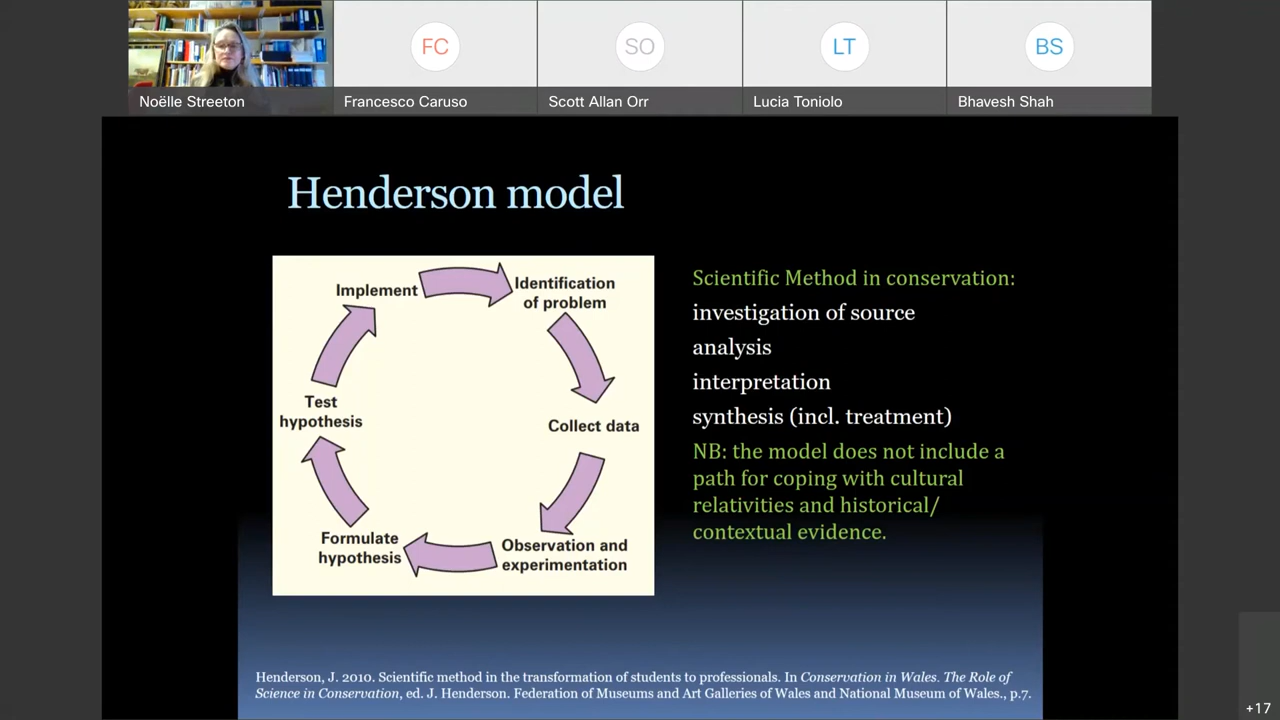 FC
SO
LT
BS
Noëlle Streeton
Francesco Caruso
Scott Allan Orr
Lucia Toniolo
Bhavesh Shah
Henderson model
Implement
Identification
of problem
Collect data
Observation and
experimentation
Formulate
hypothesis
Test
hypothesis
Scientific Method in conservation:
investigation of source
analysis
interpretation
synthesis (incl. treatment)
NB: the model does not include a
path for coping with cultural
relativities and historical/
contextual evidence.
Henderson, J. 2010. Scientific method in the transformation of students to professionals. In Conservation in Wales. The Role of
Science in Conservation, ed. J. Henderson. Federation of Museums and Art Galleries of Wales and National Museum of Wales., p.7.
+17